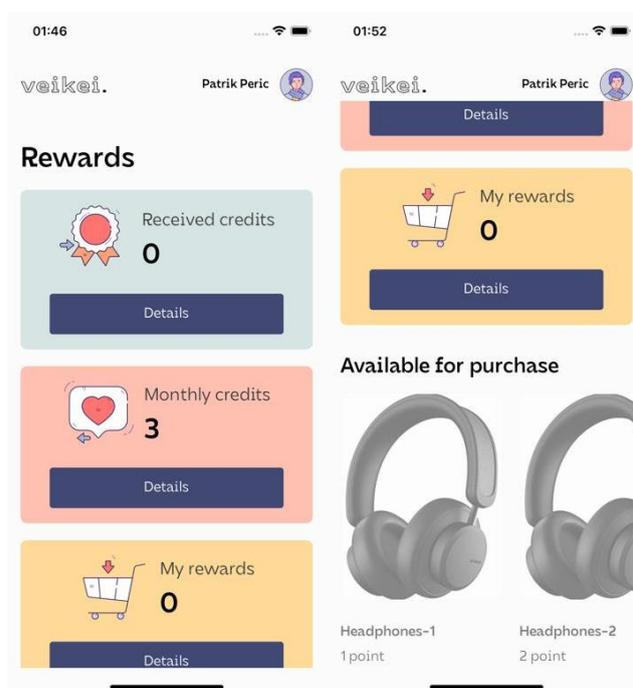 01:46
veikei.
Patrik Peric
Rewards
Received credits
0
Details
Monthly credits
3
Details
My rewards
0
Details
01:52
veikei.
Patrik Peric
Details
My rewards
0
Details
Available for purchase
Headphones-1
1 point
Headphones-2
2 point